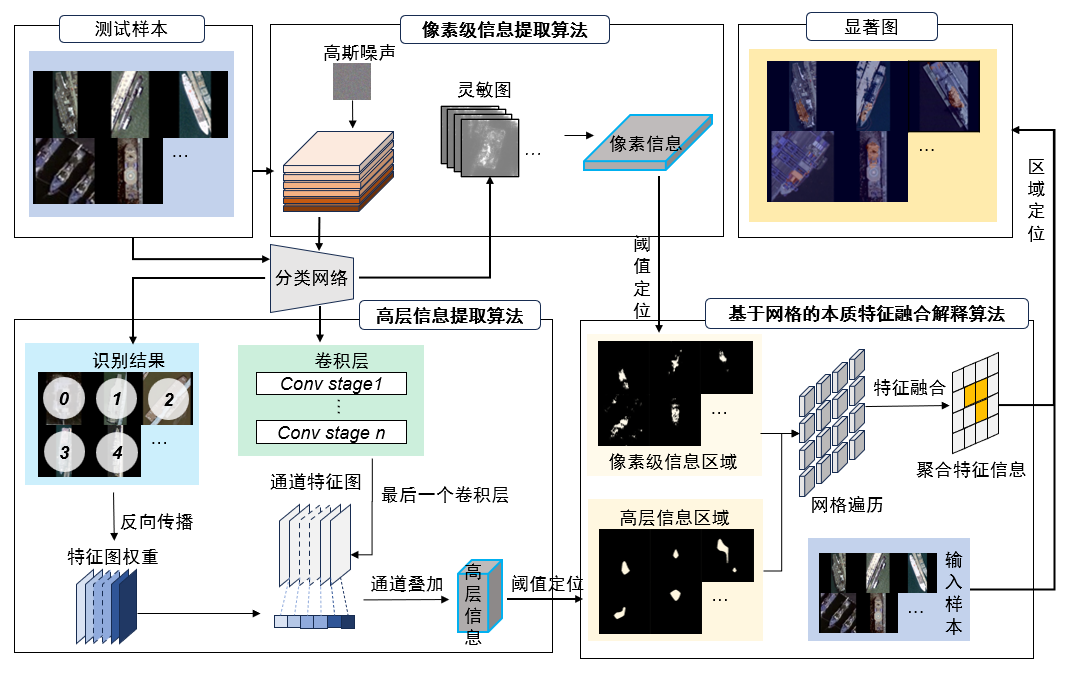 测试样本
...
像素级信息提取算法
高斯噪声
灵敏图
...
像素信息
显著图
...
区域定位
分类网络
阈值定位
高层信息提取算法
识别结果
0
1
2
3
4
...
卷积层
Conv stage1
...
Conv stage n
反向传播
特征图权重
通道特征图
最后一个卷积层
通道叠加
高层信息
阈值定位
基于网格的本质特征融合解释算法
...
像素级信息区域
高层信息区域
...
网格遍历
特征融合
聚合特征信息
...
输入样本